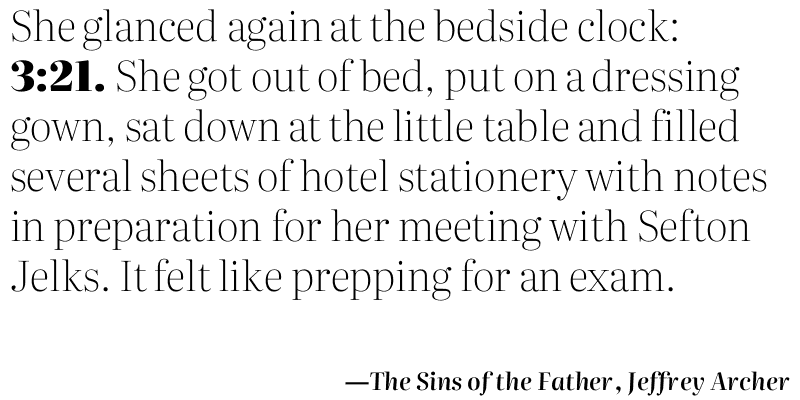 She glanced again at the bedside clock:
3:21. She got out of bed, put on a dressing
gown, sat down at the little table and filled
several sheets of hotel stationery with notes
in preparation for her meeting with Sefton
Jelks. It felt like prepping for an exam.
—The Sins of the Father, Jeffrey Archer